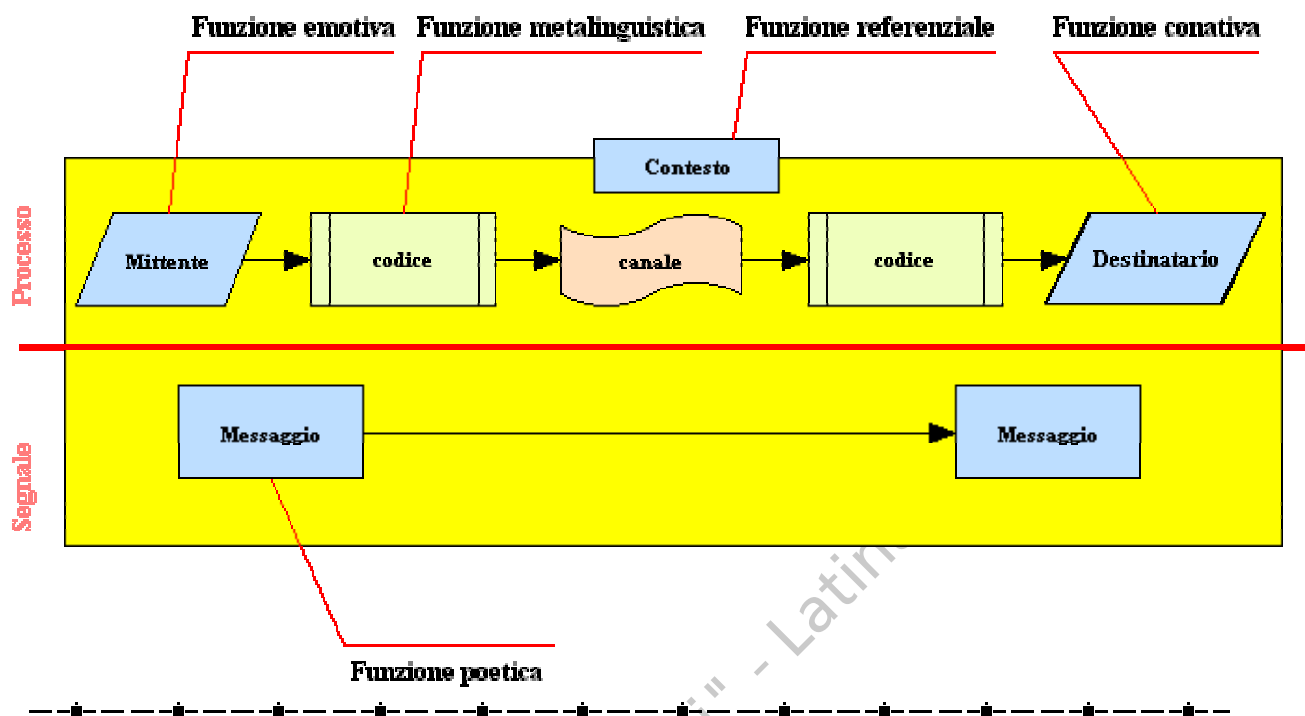 Funzione emotiva Funzione metalinguistica Funzione referenziale Funzione conativa
Contesto
Processo
Mittente codice canale codice Destinatario
Segnale
Messaggio Messaggio
Funzione poetica
" - Latin